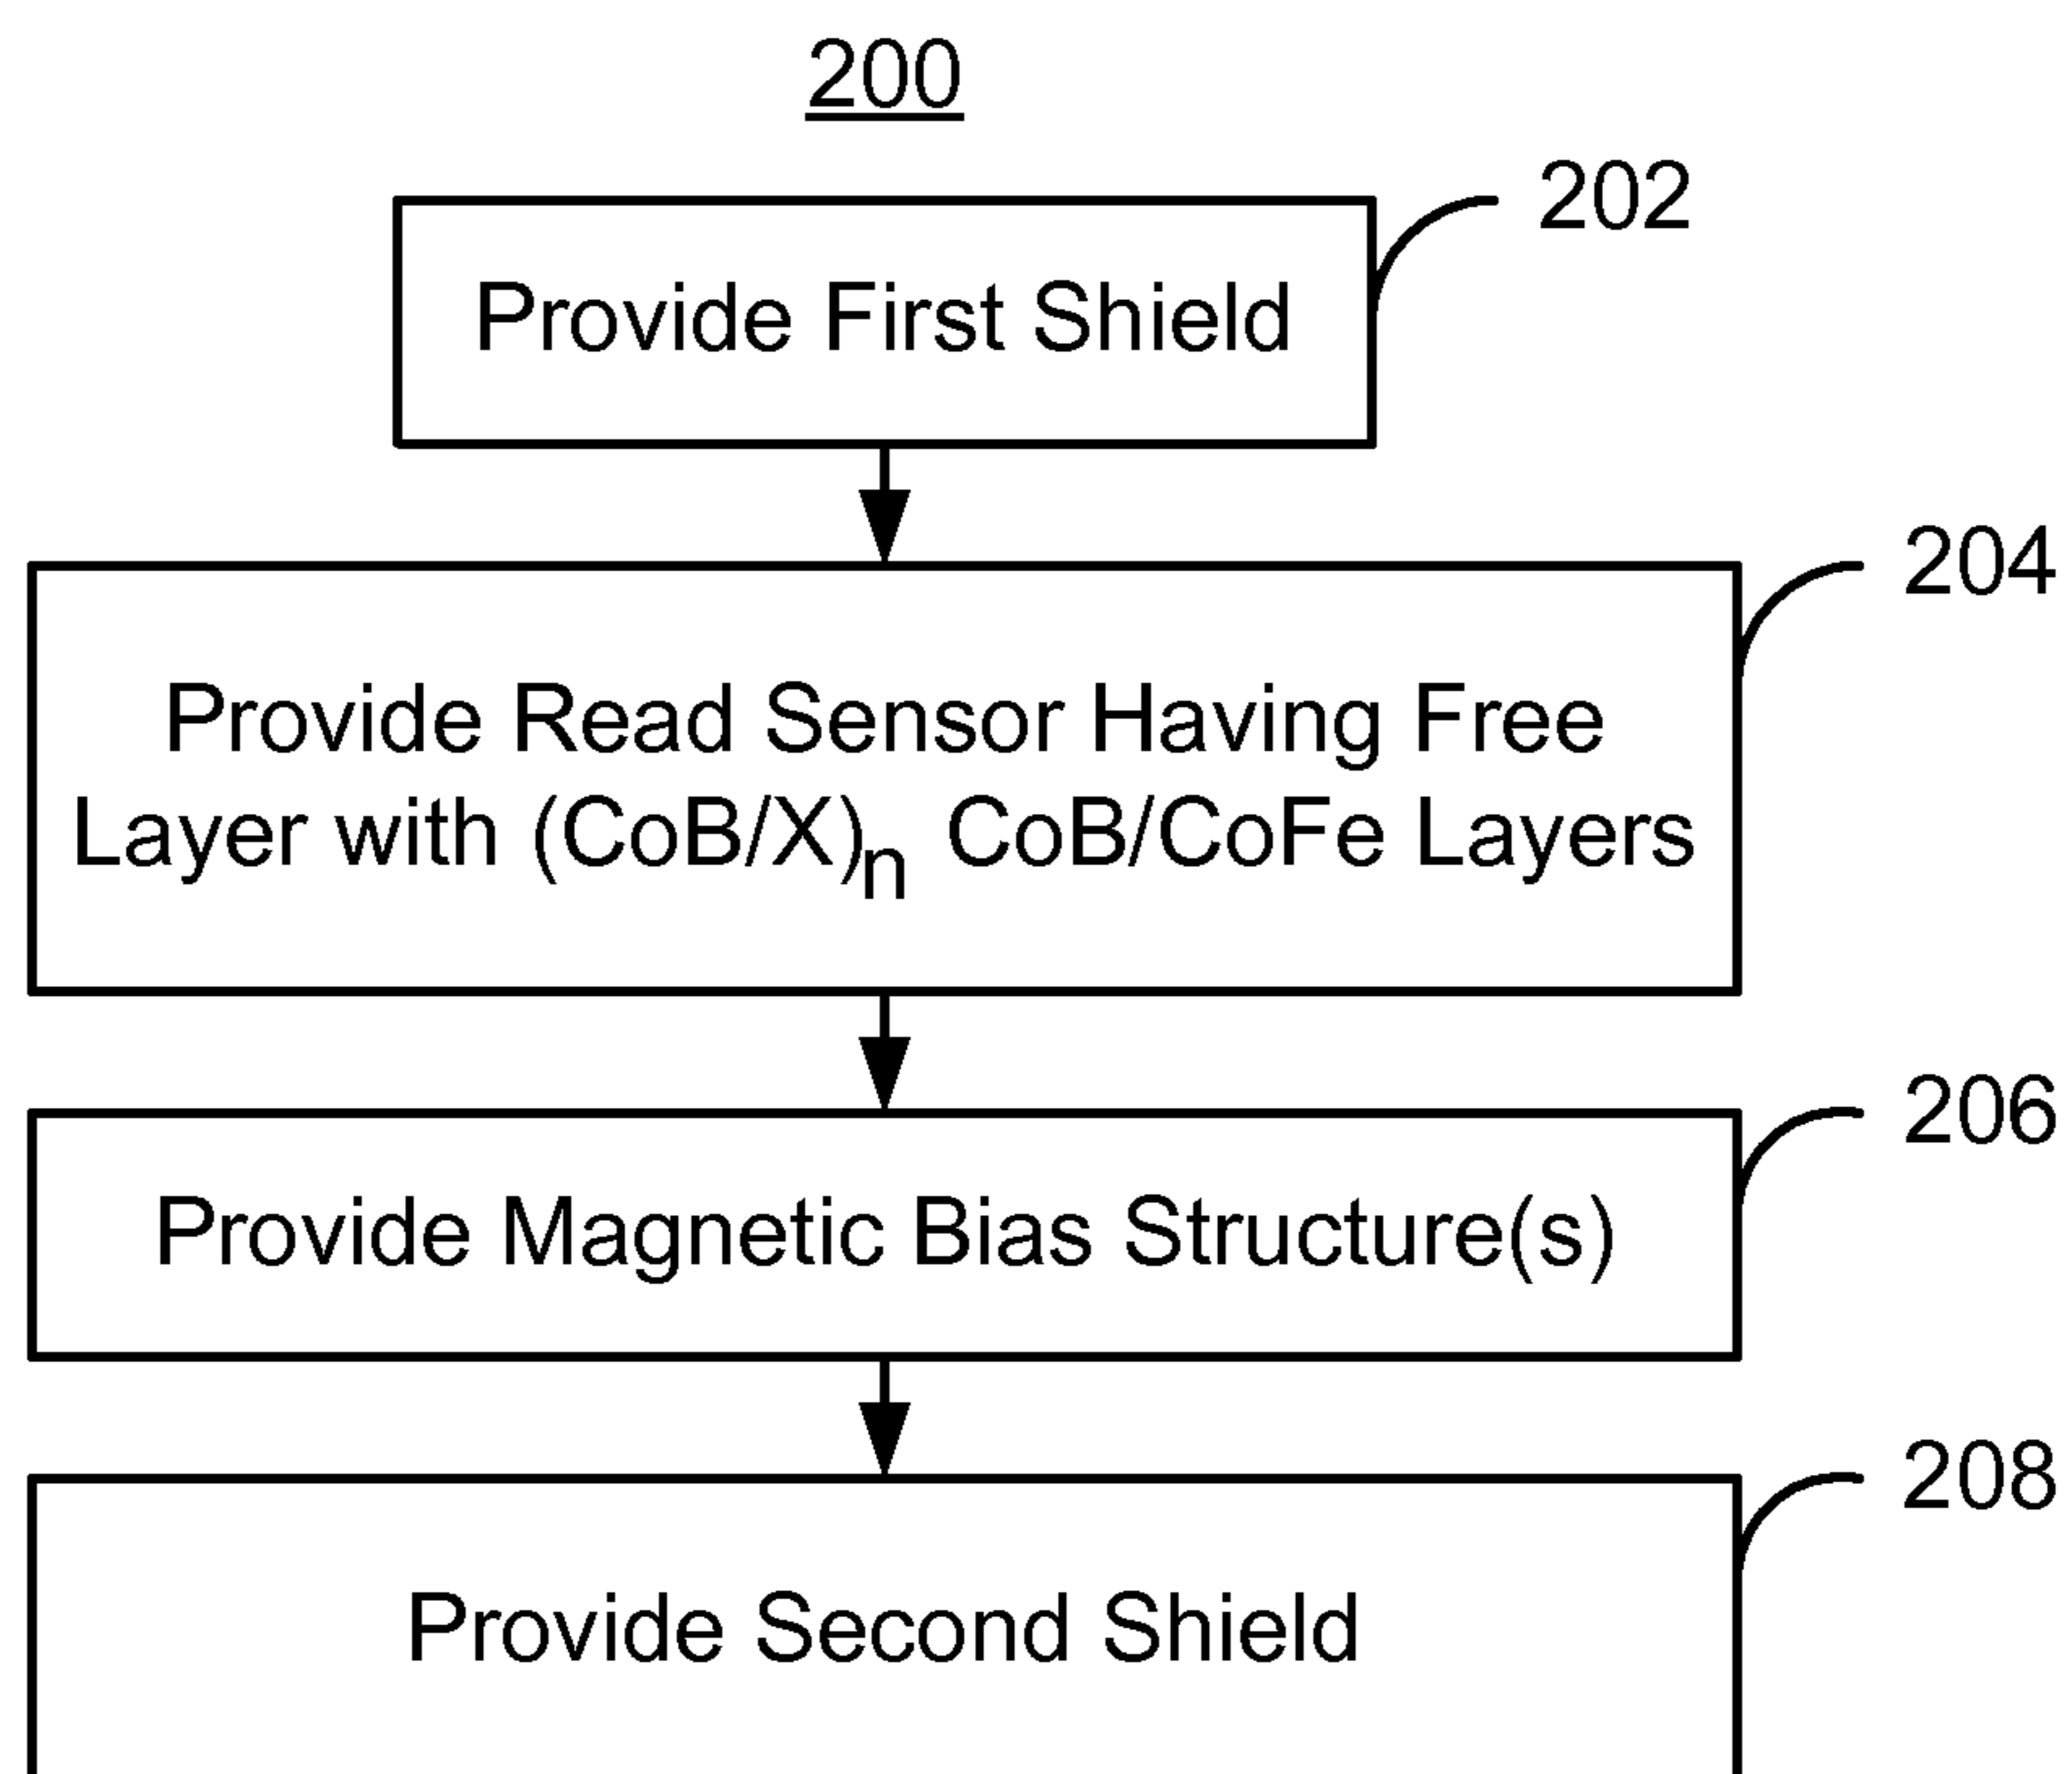 200
202
Provide First Shield
204
Provide Read Sensor Having Free
Layer with (CoB/X)n CoB/CoFe Layers
206
Provide Magnetic Bias Structure(s)
208
Provide Second Shield